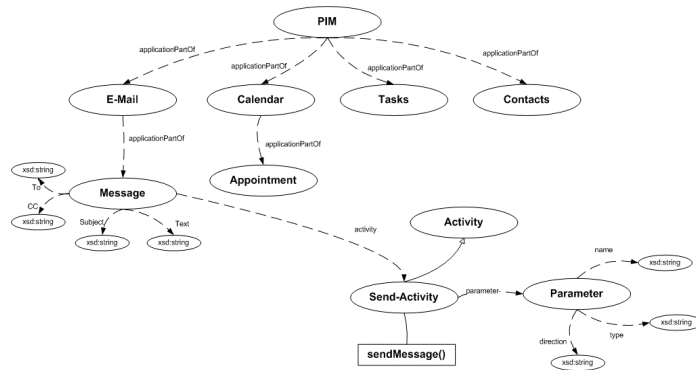 PIM
applicationPartOf
applicationPartOf
applicationPartOf
applicationPartOf
E-Mail
Calendar
Tasks
Contacts
applicationPartOf
applicationPartOf
xsd:string
To
Message
Appointment
CC
xsd:string
Subject
Text
xsd:string
xsd:string
activity
Activity
name
xsd:string
Send-Activity
parameter-
Parameter
direction
type
xsd:string
sendMessage()
xsd:string